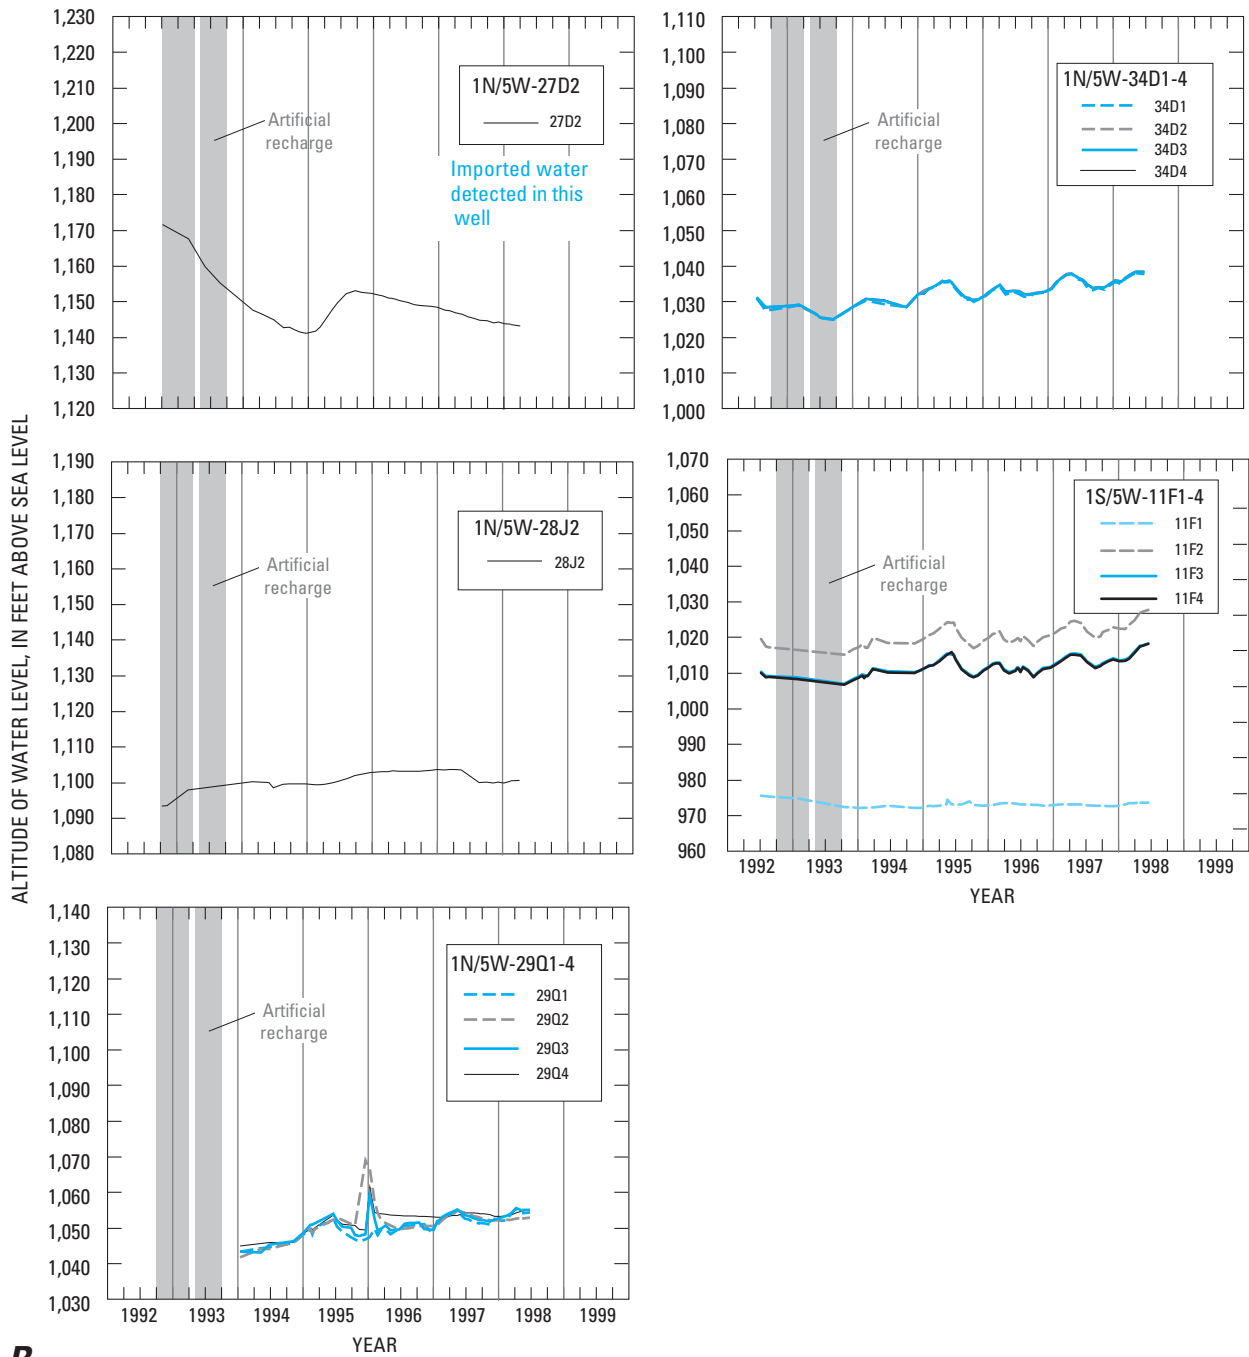 ALTITUDE OF WATER LEVEL, IN FEET ABOVE SEA LEVEL
1,230
1,220
1,210
1,200
1,190
1,180
1,170
1,160
1,150
1,140
1,130
1,120
Artificial
recharge
1N/5W-27D2
27D2
Imported water
detected in this
well
1,110
1,100
1,090
1,080
1,070
1,060
1,050
1,040
1,030
1,020
1,010
1,000
Artificial
recharge
1N/5W-34D1-4
34D1
34D2
34D3
34D4
1,190
1,180
1,170
1,160
1,150
1,140
1,130
1,120
1,110
1,100
1,090
1,080
Artificial
recharge
1N/5W-28J2
28J2
1,070
1,060
1,050
1,040
1,030
1,020
1,010
1,000
990
980
970
960
Artificial
recharge
1S/5W-11F1-4
11F1
11F2
11F3
11F4
1992 1993 1994 1995 1996 1997 1998 1999
YEAR
1,140
1,130
1,120
1,110
1,100
1,090
1,080
1,070
1,060
1,050
1,040
1,030
Artificial
recharge
1N/5W-29Q1-4
29Q1
29Q2
29Q3
29Q4
1992 1993 1994 1995 1996 1997 1998 1999
YEAR